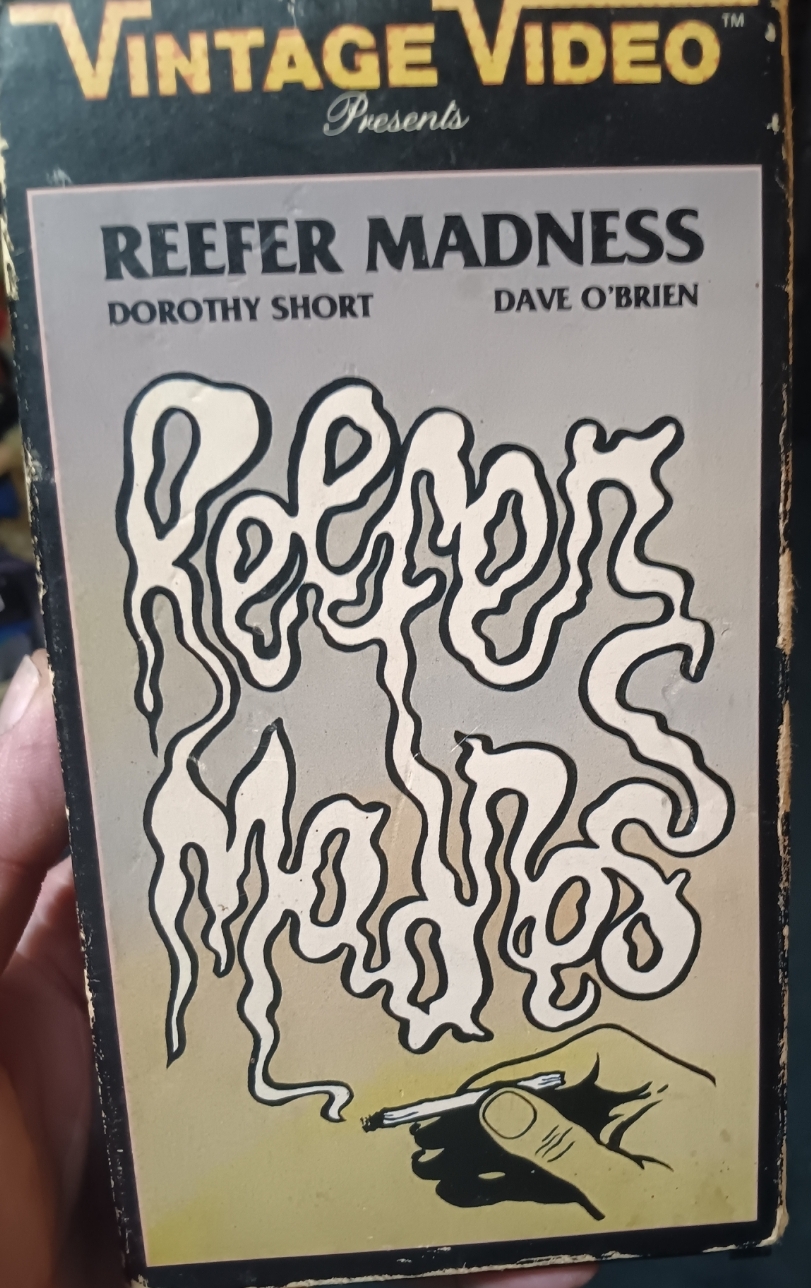 VINTAGE VIDEO™
Presents
REEFER MADNESS
DOROTHY SHORT DAVE O'BRIEN
Reefer
Madness